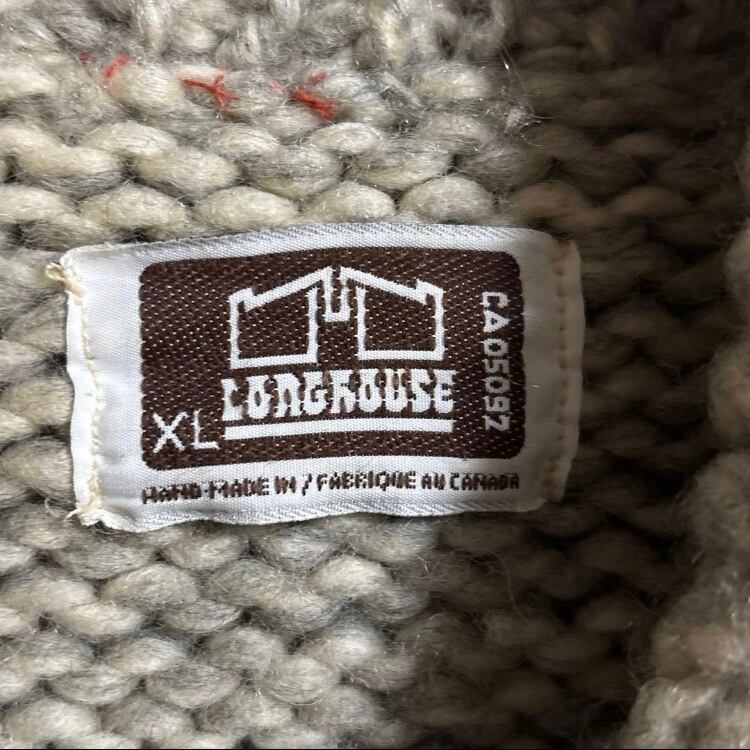 LONGHOUSE
XL
CA 05092
HAND-MADE IN / FABRIQUE AU CANADA